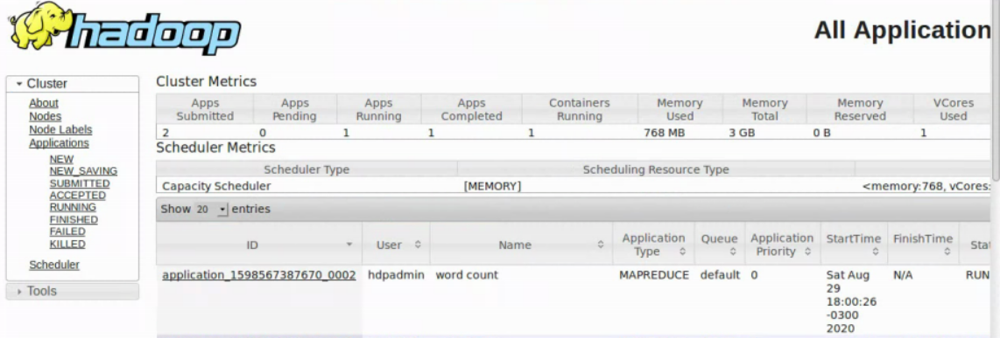 hadoop
All Application
Cluster
About
Nodes
Node Labels
Applications
NEW
NEW_SAVING
SUBMITTED
ACCEPTED
RUNNING
FINISHED
FAILED
KILLED
Scheduler
Tools
Cluster Metrics
Apps Submitted Apps Pending Apps Running Apps Completed Containers Running Memory Used Memory Total Memory Reserved VCores Used
2 0 1 1 1 768 MB 3 GB 0 B 1
Scheduler Metrics
Scheduler Type Scheduling Resource Type
Capacity Scheduler [MEMORY] <memory:768, vCores:
Show 20 entries
ID User Name Application Type Queue Application Priority StartTime FinishTime Stat
application_1598567387670_0002 hdpadmin word count MAPREDUCE default 0 Sat Aug 29 18:00:26 -0300 2020 N/A RUN